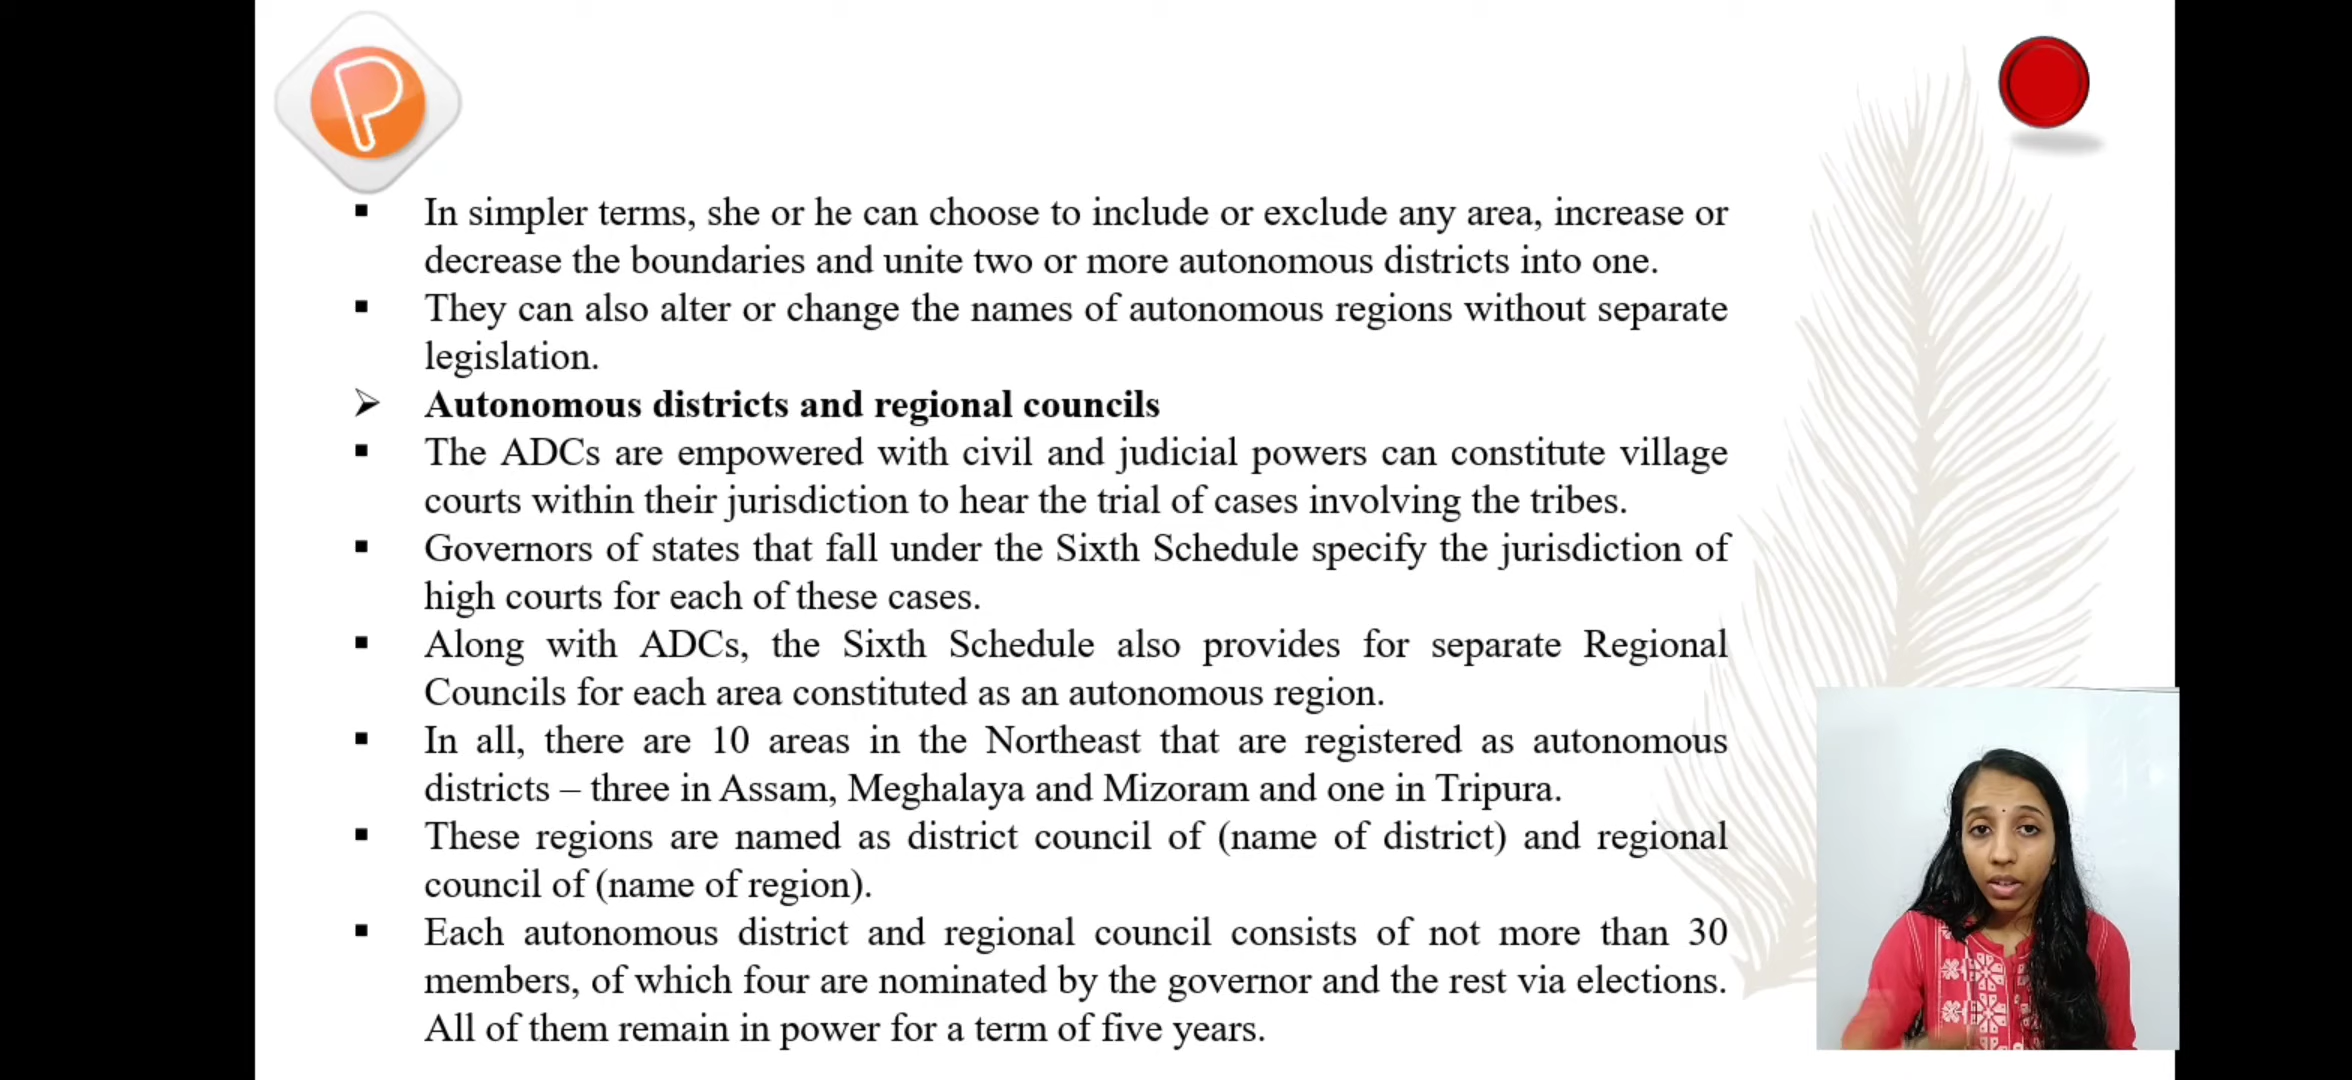 In simpler terms, she or he can choose to include or exclude any area, increase or
decrease the boundaries and unite two or more autonomous districts into one.
They can also alter or change the names of autonomous regions without separate
legislation.
Autonomous districts and regional councils
The ADCs are empowered with civil and judicial powers can constitute village
courts within their jurisdiction to hear the trial of cases involving the tribes.
Governors of states that fall under the Sixth Schedule specify the jurisdiction of
high courts for each of these cases.
Along with ADCs, the Sixth Schedule also provides for separate Regional
Councils for each area constituted as an autonomous region.
In all, there are 10 areas in the Northeast that are registered as autonomous
districts – three in Assam, Meghalaya and Mizoram and one in Tripura.
These regions are named as district council of (name of district) and regional
council of (name of region).
Each autonomous district and regional council consists of not more than 30
members, of which four are nominated by the governor and the rest via elections.
All of them remain in power for a term of five years.